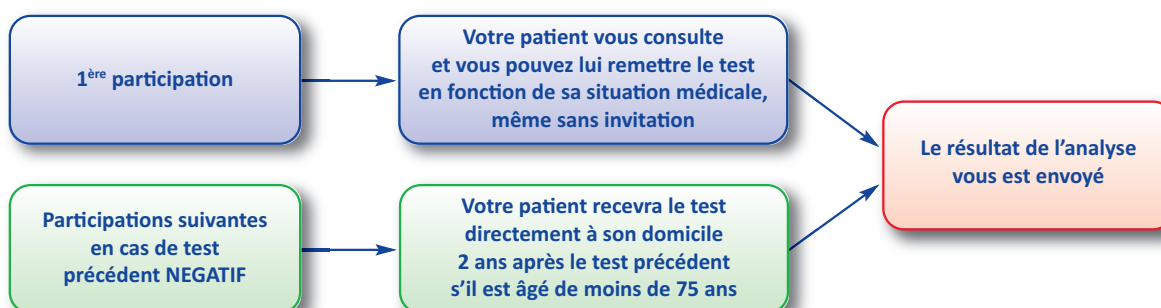 1ère participation
Votre patient vous consulte
et vous pouvez lui remettre le test
en fonction de sa situation médicale,
même sans invitation
Le résultat de l’analyse
vous est envoyé
Participations suivantes
en cas de test
précédent NEGATIF
Votre patient recevra le test
directement à son domicile
2 ans après le test précédent
s’il est âgé de moins de 75 ans